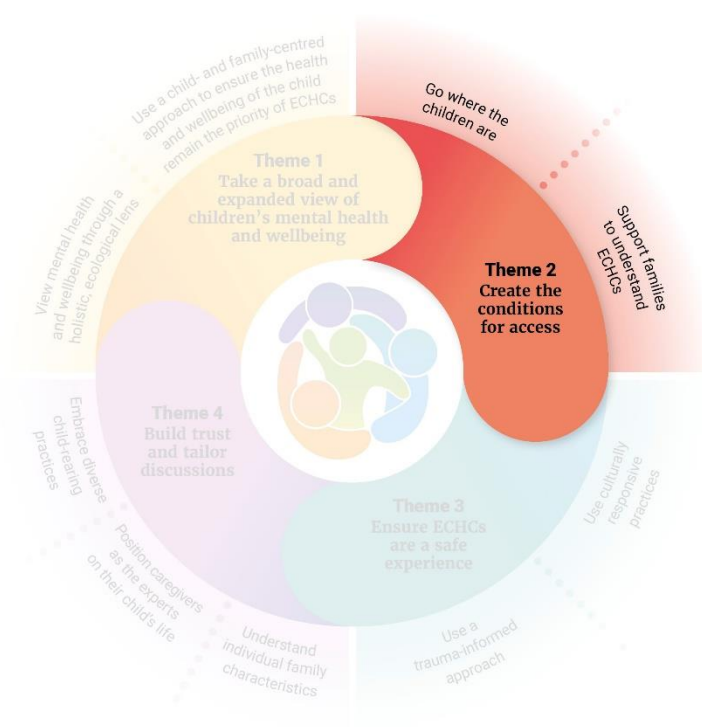 Use a child- and family-centred
approach to ensure the health
and wellbeing of the child
remain the priority of ECHCs
View mental health
and wellbeing through a
holistic, ecological lens
Theme 1
Take a broad and
expanded view of
children's mental health
and wellbeing
Go where the
children are
Support families
to understand
ECHCs
Theme 2
Create the
conditions
for access
Theme 3
Ensure ECHCs
are a safe
experience
Use culturally
responsive
practices
Use a
trauma-informed
approach
Theme 4
Build trust
and tailor
discussions
Embrace diverse
child-rearing
practices
Position caregivers
as the experts
on their child's life
Understand
individual family
characteristics